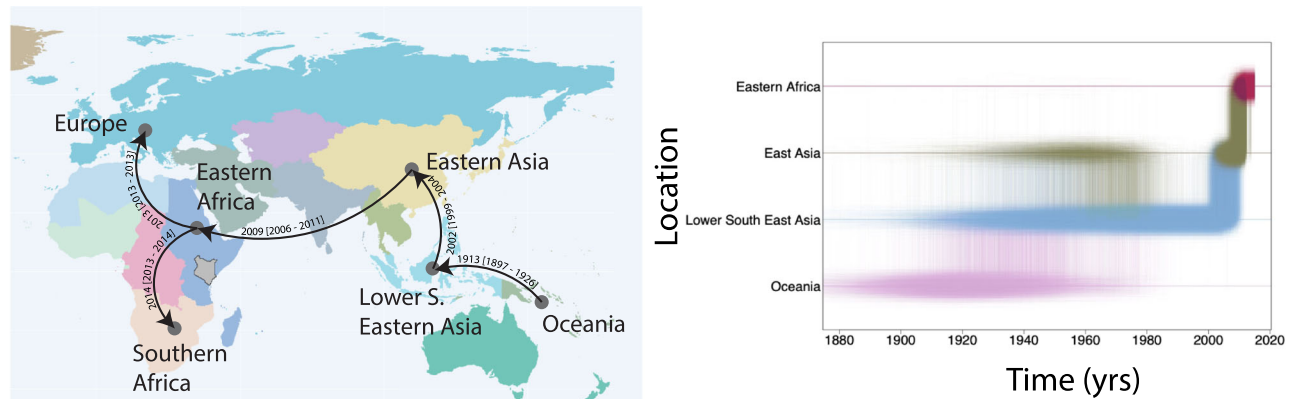 Europe
Eastern
Africa
Eastern Asia
2013 [2013 - 2013]
2009 [2006 - 2011]
2002 [1999 - 2004]
2014 [2013 - 2014]
1913 [1897 - 1926]
Lower S.
Eastern Asia
Oceania
Southern
Africa
Location
Eastern Africa
East Asia
Lower South East Asia
Oceania
1880 1900 1920 1940 1960 1980 2000 2020
Time (yrs)